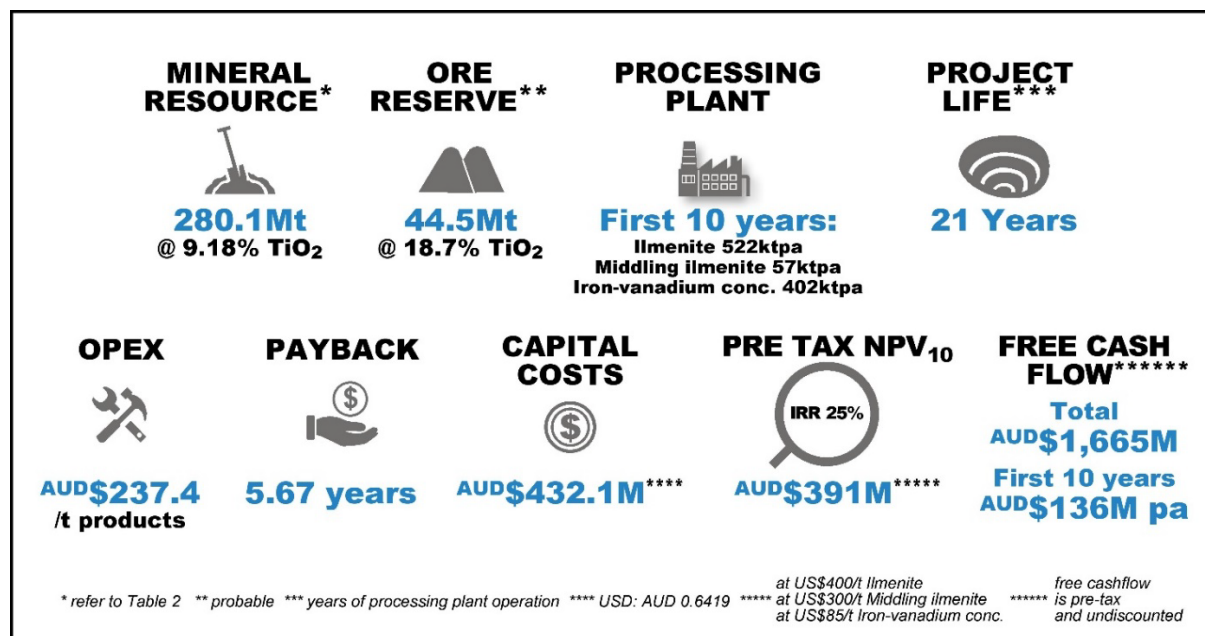 MINERAL
RESOURCE*
280.1Mt
@ 9.18% TiO₂
ORE
RESERVE**
44.5Mt
@ 18.7% TiO₂
PROCESSING
PLANT
First 10 years:
Ilmenite 522ktpa
Middling ilmenite 57ktpa
Iron-vanadium conc. 402ktpa
PROJECT
LIFE***
21 Years
OPEX
AUD$237.4
/t products
PAYBACK
$
5.67 years
CAPITAL
COSTS
$
AUD$432.1M****
PRE TAX NPV₁₀
IRR 25%
AUD$391M*****
FREE CASH
FLOW******
Total
AUD$1,665M
First 10 years
AUD$136M pa
* refer to Table 2 ** probable *** years of processing plant operation **** USD: AUD 0.6419
***** at US$400/t Ilmenite
at US$300/t Middling ilmenite
at US$85/t Iron-vanadium conc.
****** free cashflow
is pre-tax
and undiscounted